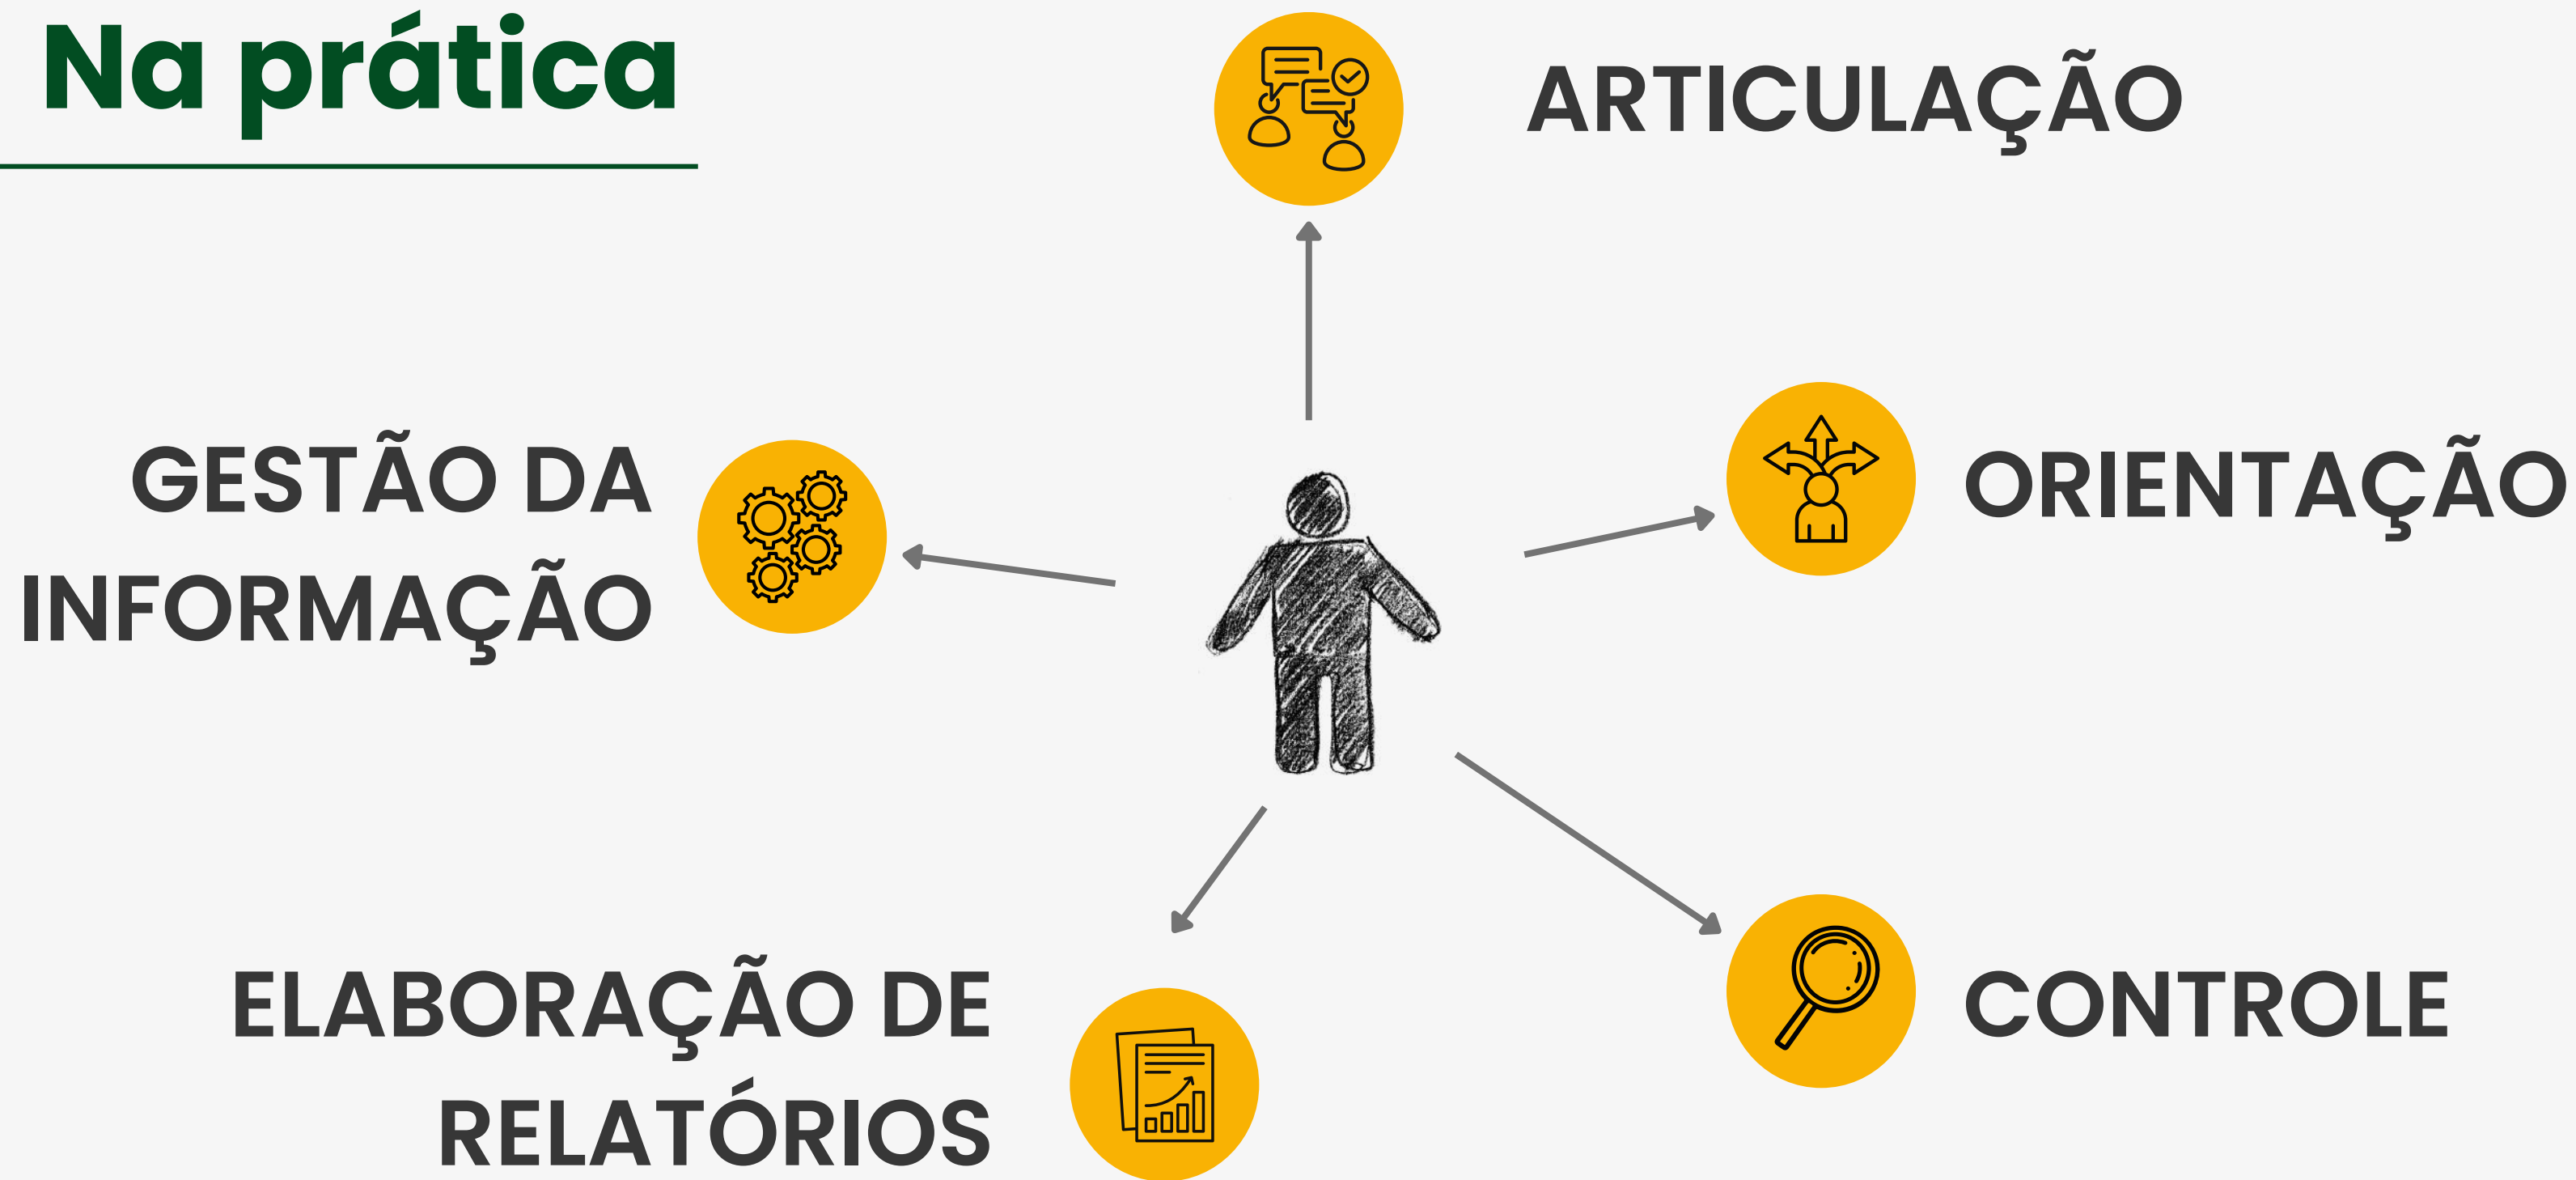 Na prática
ARTICULAÇÃO
GESTÃO DA
INFORMAÇÃO
ORIENTAÇÃO
ELABORAÇÃO DE
RELATÓRIOS
CONTROLE